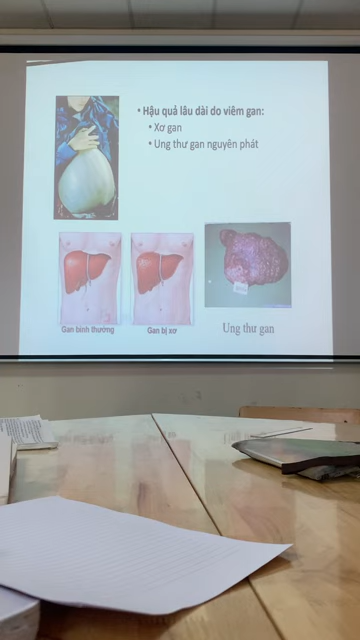 • Hậu quả lâu dài do viêm gan:
• Xơ gan
• Ung thư gan nguyên phát
Gan bình thường
Gan bị xơ
Ung thư gan